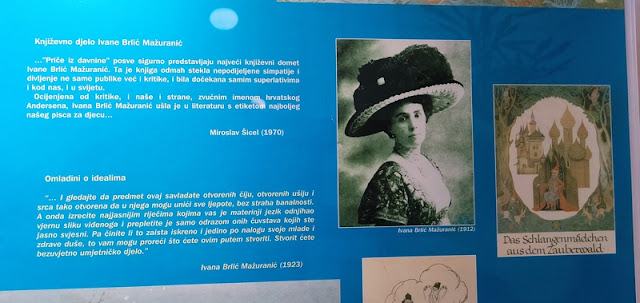 Književno djelo Ivane Brlić Mažuranić
..."Priče iz davnine" posve sigurno predstavljaju najveći književni domet
Ivane Brlić Mažuranić. Ta je knjiga odmah stekla nepodijeljene simpatije i
divljenje ne samo publike već i kritike, i bila dočekana samim superlativima
i kod nas, i u svijetu.
Ocijenjena od kritike, i naše i strane, zvučnim imenom hrvatskog
Andersena, Ivana Brlić Mažuranić ušla je u literaturu s etiketom najboljeg
našeg pisca za djecu...
Miroslav Šicel (1970)
Omladini o idealima
"... I gledajte da predmet ovaj savladate otvorenih čiju, otvorenih ušiju i
srca tako otvorena da u njega mogu unići sve ljepote, bez straha banalnosti.
A onda izrecite najjasnijim riječima kojima vas je materinji jezik odnjihao
vjernu sliku viđenoga i prepletite je samo odrazom onih čuvstava kojih ste
jasno svjesni. Pa činite li to zaista iskreno i jedino po nalogu svoje mlade i
zdrave duše, to vam mogu proreći što ćete ovim putem stvoriti. Stvorit ćete
bezuvjetno umjetničko djelo."
Ivana Brlić Mažuranić (1923)
Ivana Brlić Mažuranić (1912)
Das Schlangenmädchen
aus dem Zauberwald